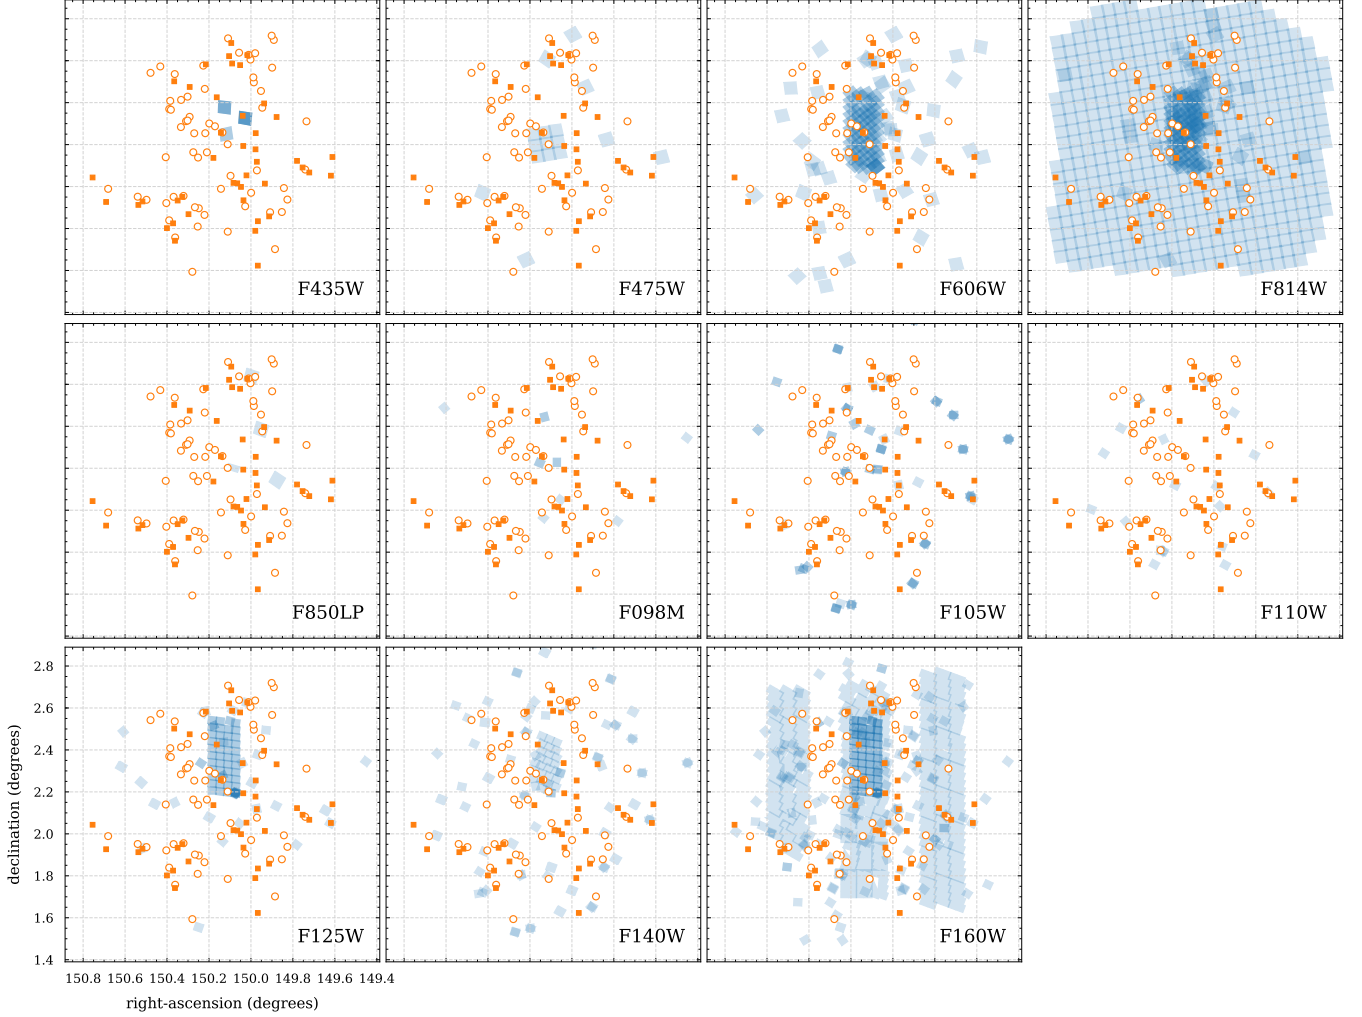 F435W
F475W
F606W
F814W
F850LP
F098M
F105W
F110W
2.8
2.6
2.4
2.2
2.0
1.8
1.6
1.4
declination (degrees)
F125W
F140W
F160W
150.8 150.6 150.4 150.2 150.0 149.8 149.6 149.4
right-ascension (degrees)